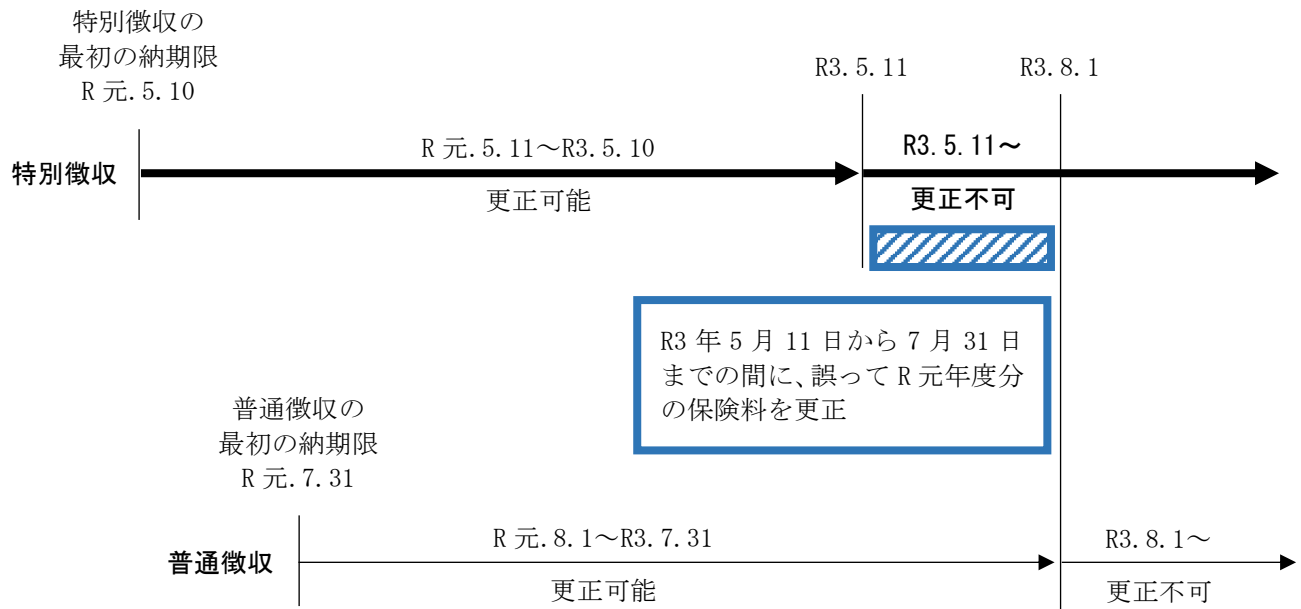 特別徴収の
最初の納期限
R 元.5.10
R3.5.11
R3.8.1
特別徴収
R 元.5.11～R3.5.10
更正可能
R3.5.11～
更正不可
R3 年 5 月 11 日から 7 月 31 日
までの間に、誤って R 元年度分
の保険料を更正
普通徴収の
最初の納期限
R 元.7.31
普通徴収
R 元.8.1～R3.7.31
更正可能
R3.8.1～
更正不可